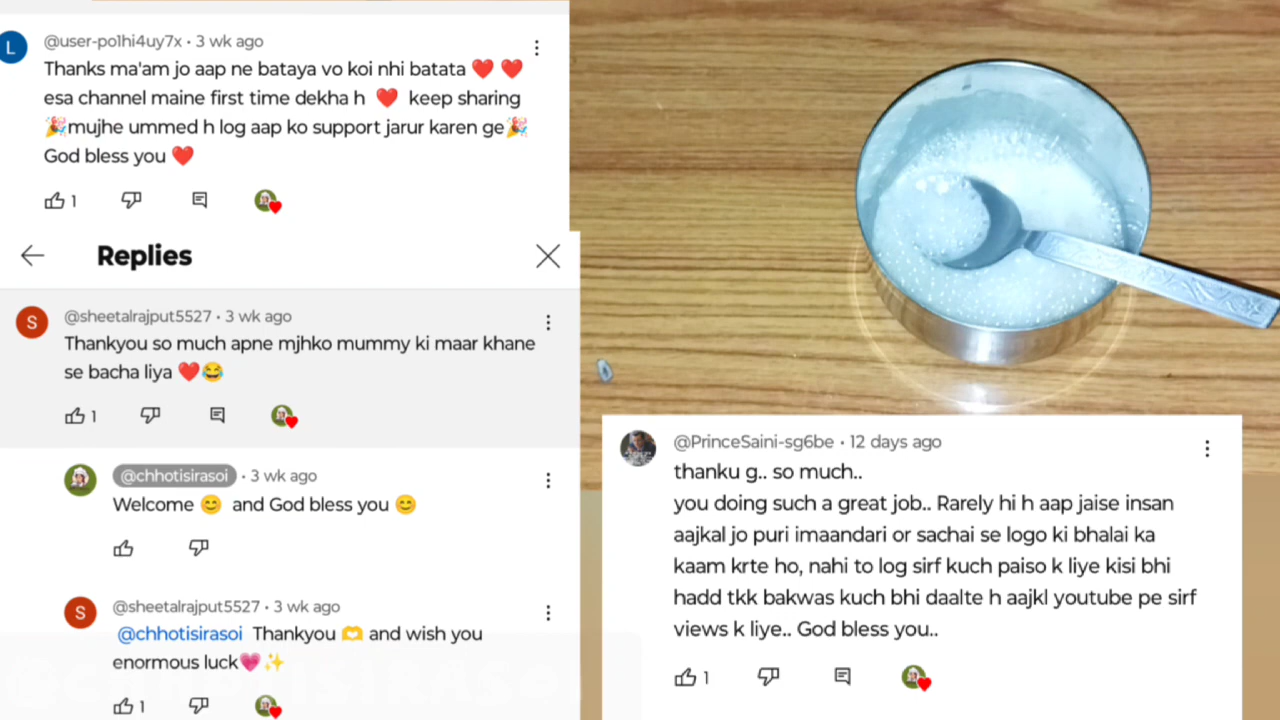 L
@user-po1hi4uy7x • 3 wk ago
Thanks ma'am jo aap ne bataya vo koi nhi batata ❤️ ❤️
esa channel maine first time dekha h ❤️ keep sharing
🎉mujhe ummed h log aap ko support jarur karen ge🎉
God bless you ❤️
1
Replies
S
@sheetalrajput5527 • 3 wk ago
Thankyou so much apne mjhko mummy ki maar khane
se bacha liya ❤️😂
1
@chhotisirasoi • 3 wk ago
Welcome 😊 and God bless you 😊
S
@sheetalrajput5527 • 3 wk ago
@chhotisirasoi Thankyou 🫶 and wish you
enormous luck💗✨
1
@PrinceSaini-sg6be • 12 days ago
thanku g.. so much..
you doing such a great job.. Rarely hi h aap jaise insan
aajkal jo puri imaandari or sachai se logo ki bhalai ka
kaam krte ho, nahi to log sirf kuch paiso k liye kisi bhi
hadd tkk bakwas kuch bhi daalte h aajkl youtube pe sirf
views k liye.. God bless you..
1
@CHHOTISIRASOI